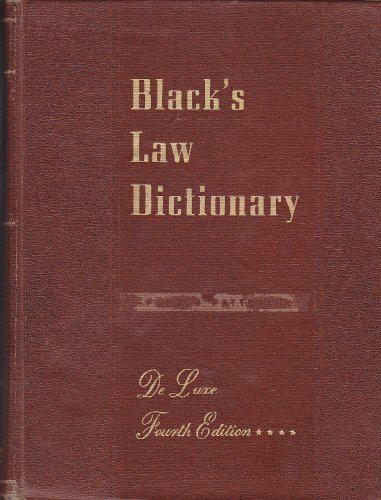 Black's
Law
Dictionary
De Luxe
Fourth Edition ★★★★